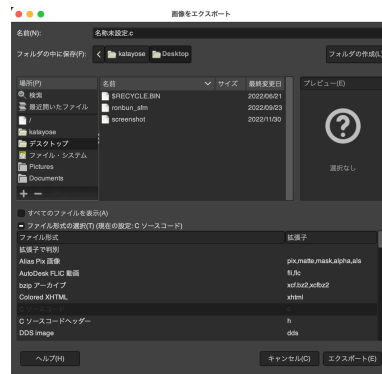 画像をエクスポート
名前(N): 名称未設定.c
フォルダの中に保存(F): katayose Desktop フォルダの作成(L)
場所(P) 名前 サイズ 最終変更日 プレビュー(E)
検索 $RECYCLE.BIN 2022/06/21
最近開いたファイル ronbun_sfm 2022/09/23
/ screenshot 2022/11/30
katayose
デスクトップ
ファイル・システム 選択なし
Pictures
Documents
すべてのファイルを表示(A)
ファイル形式の選択(T) (現在の設定: C ソースコード)
ファイル形式 拡張子
拡張子で判別
Alias Pix 画像 pix,matte,mask,alpha,als
AutoDesk FLIC 動画 fli,flc
bzip アーカイブ xcf.bz2,xcfbz2
Colored XHTML xhtml
C ソースコードヘッダー h
DDS image dds
ヘルプ(H) キャンセル(C) エクスポート(E)